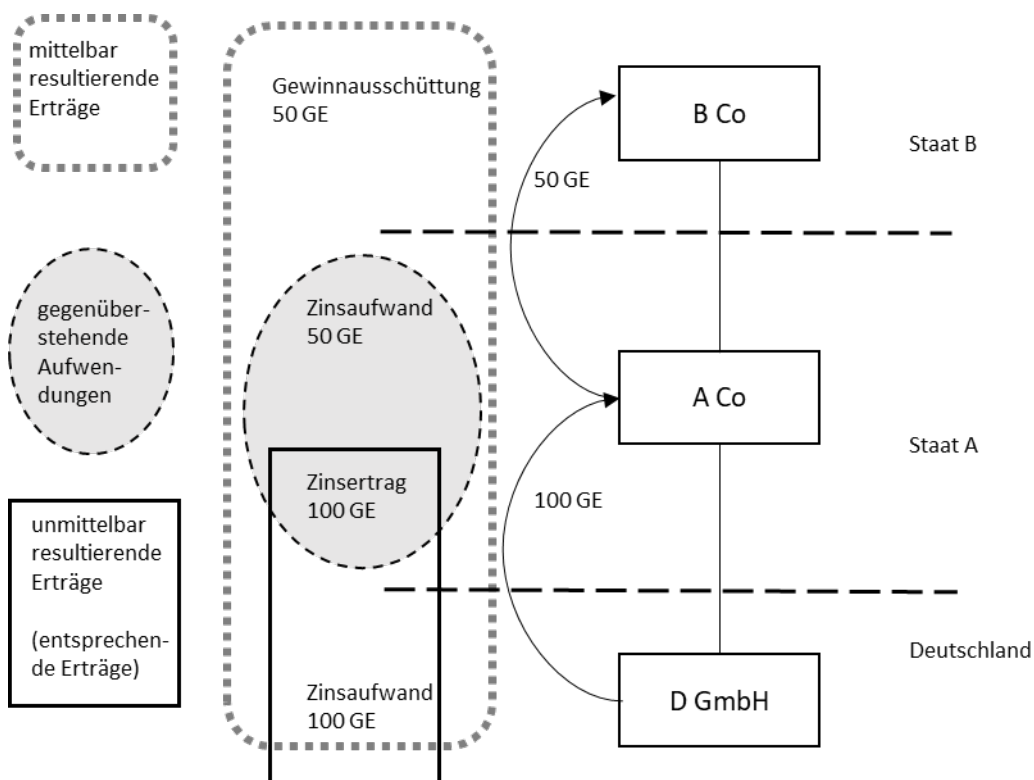 mittelbar
resultierende
Erträge
gegenüber-
stehende
Aufwen-
dungen
unmittelbar
resultierende
Erträge
(entsprechen-
de Erträge)
Gewinnausschüttung
50 GE
Zinsaufwand
50 GE
Zinsertrag
100 GE
Zinsaufwand
100 GE
50 GE
100 GE
B Co
A Co
D GmbH
Staat B
Staat A
Deutschland